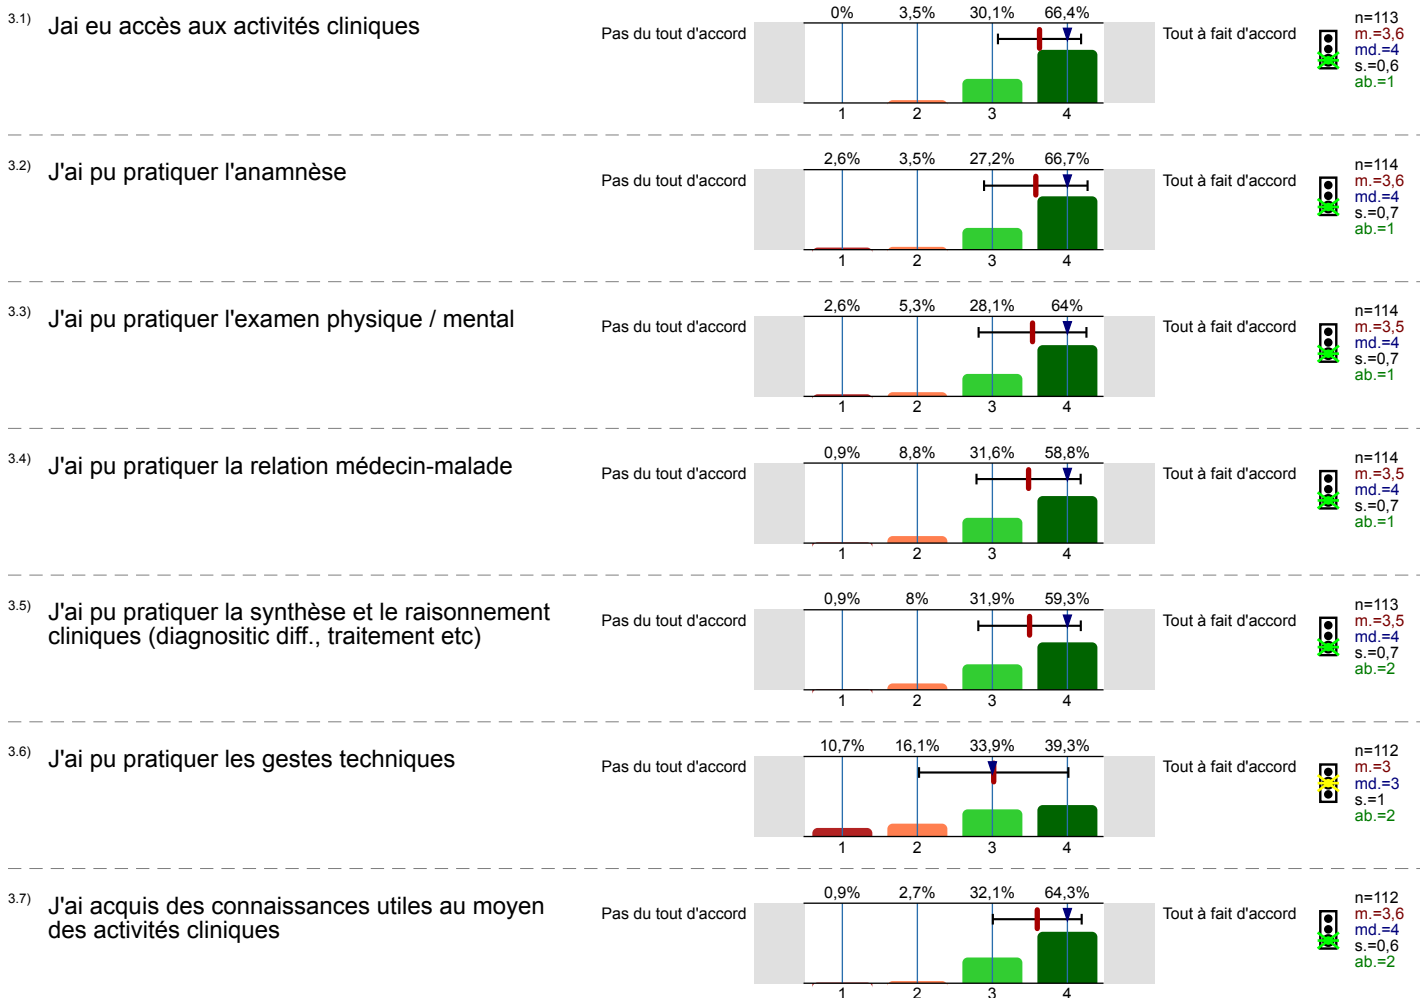 3.1) Jai eu accès aux activités cliniques
Pas du tout d'accord
0% 3,5% 30,1% 66,4%
1 2 3 4
Tout à fait d'accord
n=113
m.=3,6
md.=4
s.=0,6
ab.=1
3.2) J'ai pu pratiquer l'anamnèse
Pas du tout d'accord
2,6% 3,5% 27,2% 66,7%
1 2 3 4
Tout à fait d'accord
n=114
m.=3,6
md.=4
s.=0,7
ab.=1
3.3) J'ai pu pratiquer l'examen physique / mental
Pas du tout d'accord
2,6% 5,3% 28,1% 64%
1 2 3 4
Tout à fait d'accord
n=114
m.=3,5
md.=4
s.=0,7
ab.=1
3.4) J'ai pu pratiquer la relation médecin-malade
Pas du tout d'accord
0,9% 8,8% 31,6% 58,8%
1 2 3 4
Tout à fait d'accord
n=114
m.=3,5
md.=4
s.=0,7
ab.=1
3.5) J'ai pu pratiquer la synthèse et le raisonnement
cliniques (diagnositic diff., traitement etc)
Pas du tout d'accord
0,9% 8% 31,9% 59,3%
1 2 3 4
Tout à fait d'accord
n=113
m.=3,5
md.=4
s.=0,7
ab.=2
3.6) J'ai pu pratiquer les gestes techniques
Pas du tout d'accord
10,7% 16,1% 33,9% 39,3%
1 2 3 4
Tout à fait d'accord
n=112
m.=3
md.=3
s.=1
ab.=2
3.7) J'ai acquis des connaissances utiles au moyen
des activités cliniques
Pas du tout d'accord
0,9% 2,7% 32,1% 64,3%
1 2 3 4
Tout à fait d'accord
n=112
m.=3,6
md.=4
s.=0,6
ab.=2